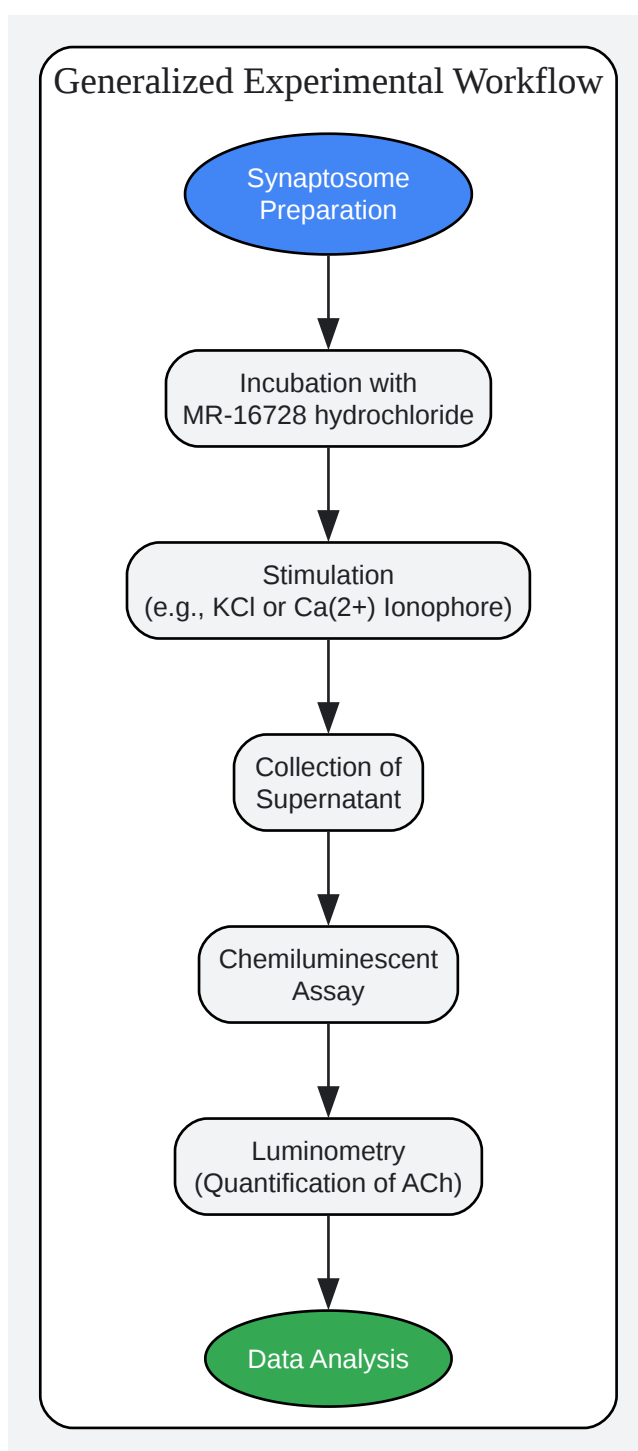 Generalized Experimental Workflow
Synaptosome
Preparation
Incubation with
MR-16728 hydrochloride
Stimulation
(e.g., KCl or Ca(2+) Ionophore)
Collection of
Supernatant
Chemiluminescent
Assay
Luminometry
(Quantification of ACh)
Data Analysis